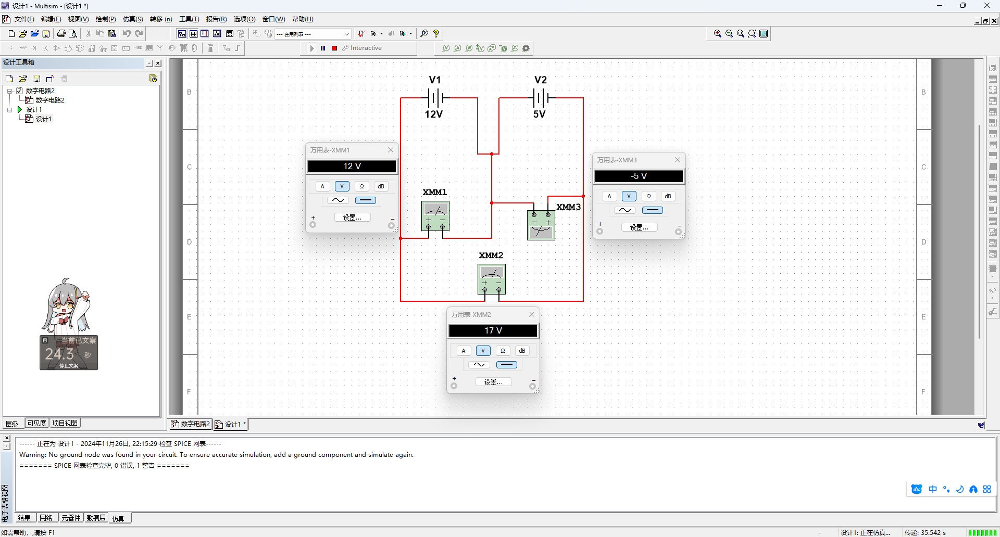 设计1 - Multisim - [设计1 *]
文件(F) 编辑(E) 视图(V) 绘制(P) 仿真(S) 转移 (n) 工具(T) 报告(R) 选项(O) 窗口(W) 帮助(H)
--- 在用列表 ---
MISC Interactive
设计工具箱
数字电路2
数字电路2
设计1
设计1
层级 可见度 项目视图
B
C
D
E
F
B
C
D
E
F
V1
12V
V2
5V
XMM1
+ −
XMM3
− +
XMM2
+ −
万用表-XMM1
12 V
A V Ω dB
+ 设置... −
万用表-XMM3
-5 V
A V Ω dB
+ 设置... −
万用表-XMM2
17 V
A V Ω dB
+ 设置... −
当前已文案
24.3 秒
停止文案
数字电路2 设计1 *
------ 正在为 设计1 - 2024年11月26日, 22:15:29 检查 SPICE 网表------
Warning: No ground node was found in your circuit. To ensure accurate simulation, add a ground component and simulate again.
======= SPICE 网表检查完毕, 0 错误, 1 警告 =======
电子表格视图
du 中
结果 网络 元器件 敷铜层 仿真
如需帮助，,请按 F1
- 设计1: 正在仿真... 传递: 35.542 s